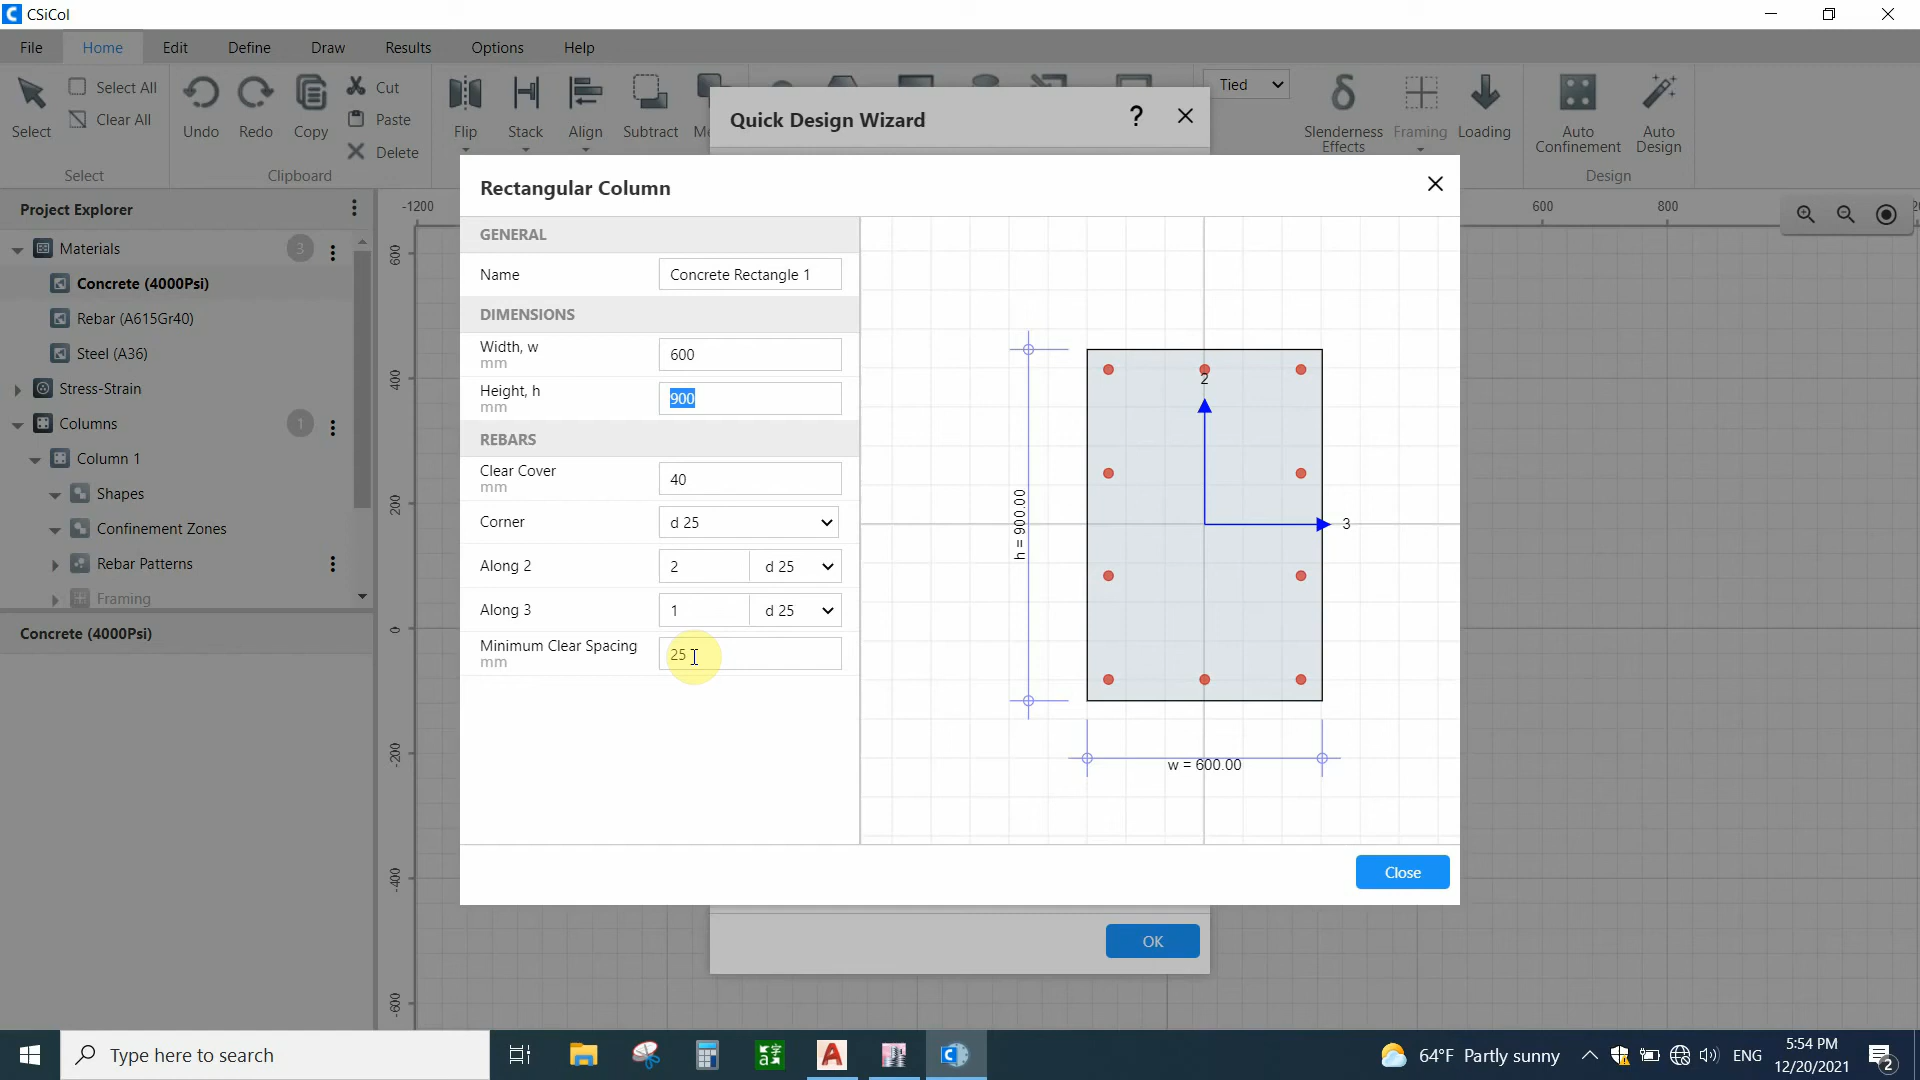 CSiCol
File Home Edit Define Draw Results Options Help
Select
Select All
Clear All
Select
Undo
Redo
Copy
Cut
Paste
Delete
Clipboard
Flip
Stack
Align
Subtract
Tied
Slenderness
Effects
Framing
Loading
Auto
Confinement
Auto
Design
Design
Quick Design Wizard ?
Project Explorer
Materials 3
Concrete (4000Psi)
Rebar (A615Gr40)
Steel (A36)
Stress-Strain
Columns 1
Column 1
Shapes
Confinement Zones
Rebar Patterns
Framing
Concrete (4000Psi)
-1200
600
800
600
400
200
0
-200
-400
-600
Rectangular Column
GENERAL
Name Concrete Rectangle 1
DIMENSIONS
Width, w
mm
600
Height, h
mm
900
REBARS
Clear Cover
mm
40
Corner d 25
Along 2 2 d 25
Along 3 1 d 25
Minimum Clear Spacing
mm
25
2
3
h = 900.00
w = 600.00
Close
OK
Type here to search
64°F Partly sunny
ENG
5:54 PM
12/20/2021
2